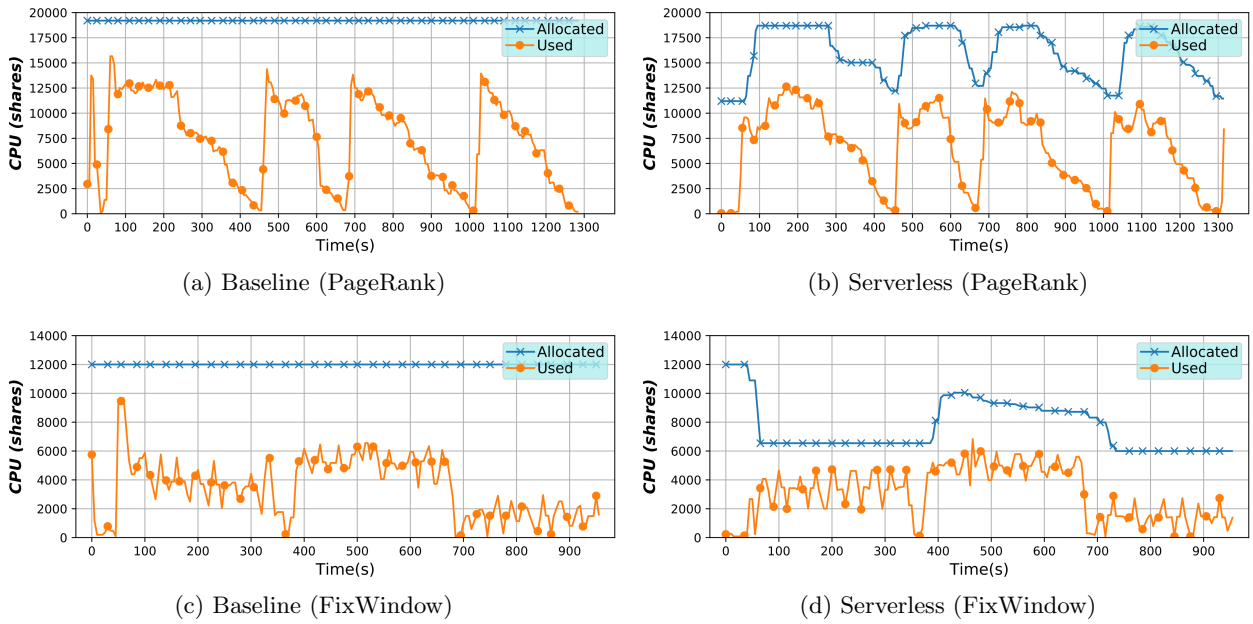 20000
17500
15000
12500
10000
7500
5000
2500
0
CPU (shares)
Allocated
Used
0 100 200 300 400 500 600 700 800 900 1000 1100 1200 1300
Time(s)
(a) Baseline (PageRank)
20000
17500
15000
12500
10000
7500
5000
2500
0
CPU (shares)
Allocated
Used
0 100 200 300 400 500 600 700 800 900 1000 1100 1200 1300
Time(s)
(b) Serverless (PageRank)
14000
12000
10000
8000
6000
4000
2000
0
CPU (shares)
Allocated
Used
0 100 200 300 400 500 600 700 800 900
Time(s)
(c) Baseline (FixWindow)
14000
12000
10000
8000
6000
4000
2000
0
CPU (shares)
Allocated
Used
0 100 200 300 400 500 600 700 800 900
Time(s)
(d) Serverless (FixWindow)